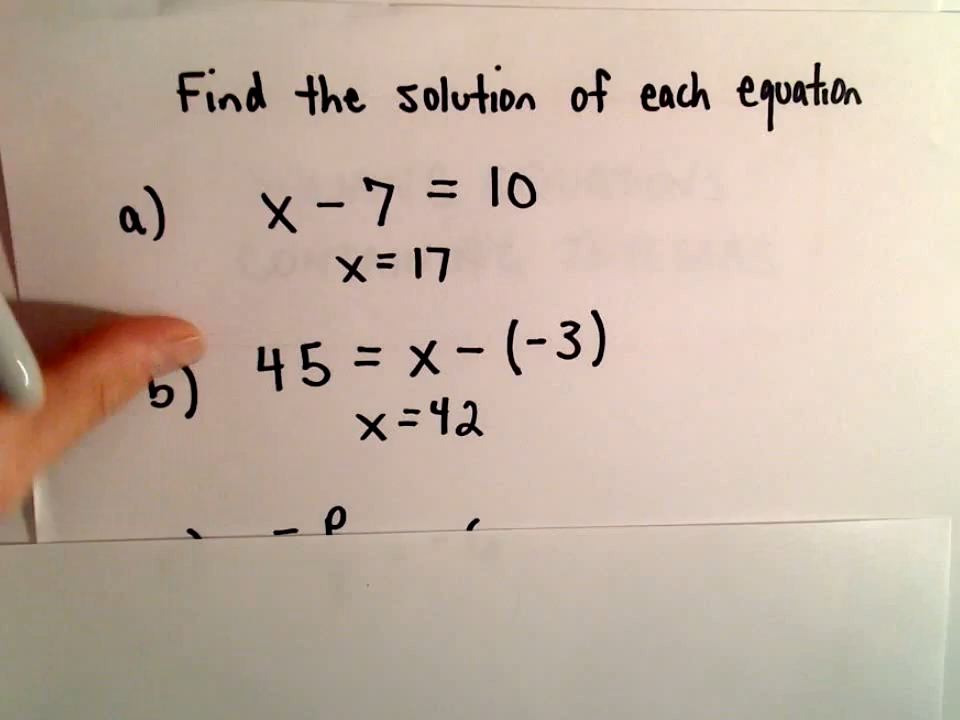 Find the solution of each equation
a) x - 7 = 10
x = 17
b) 45 = x - (-3)
x = 42